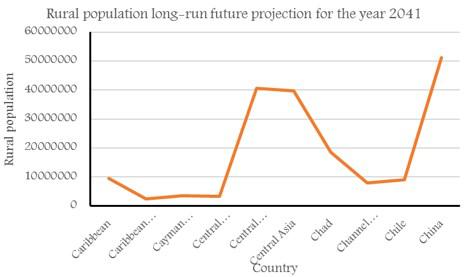 Rural population long-run future projection for the year 2041
Rural population
60000000
50000000
40000000
30000000
20000000
10000000
0
Caribbean
Caribbean...
Cayman...
Central...
Central...
Central Asia
Chad
Channel...
Chile
China
Country